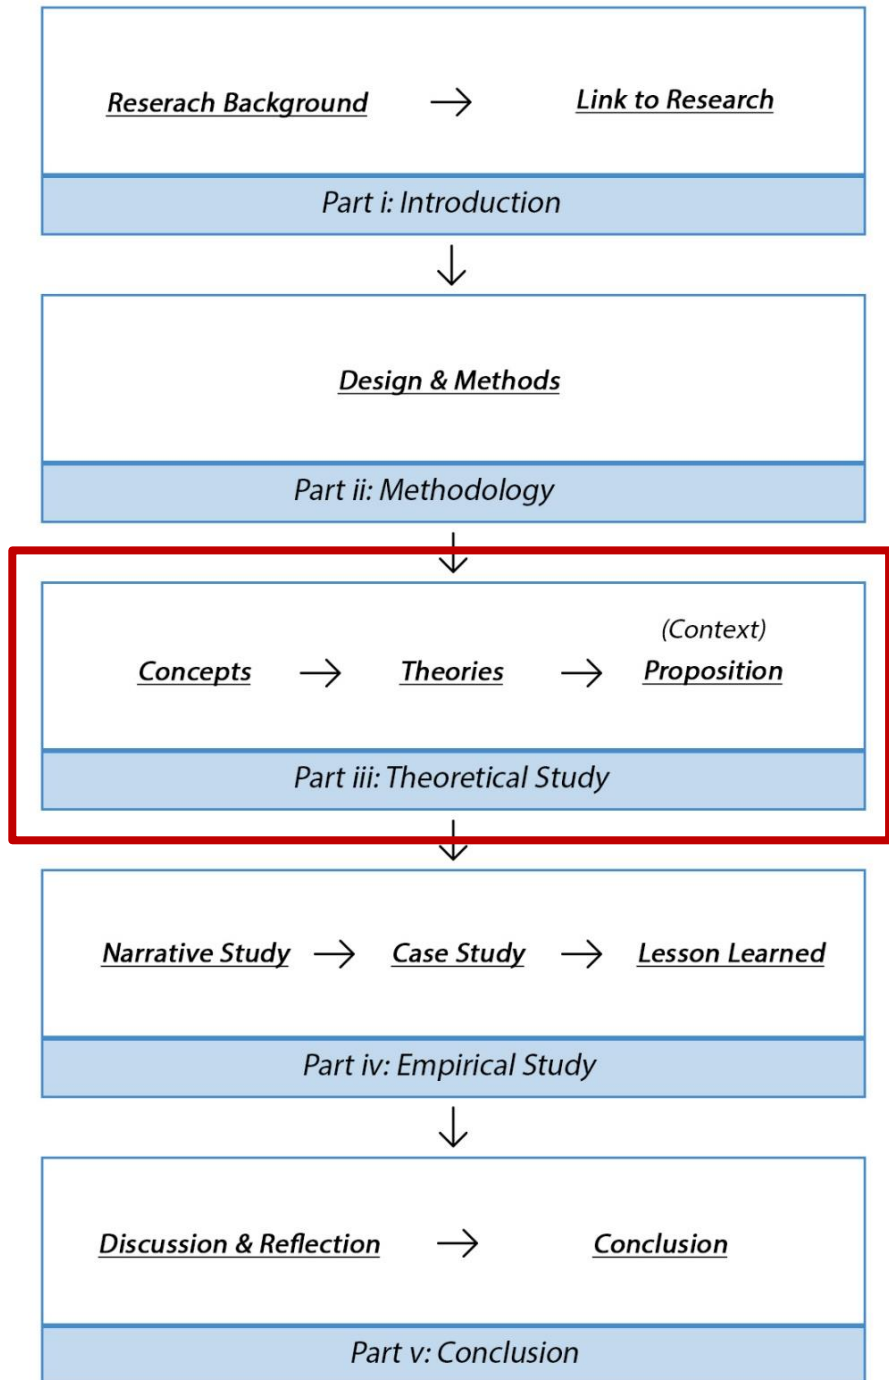 Reserach Background → Link to Research
Part i: Introduction
Design & Methods
Part ii: Methodology
(Context)
Concepts → Theories → Proposition
Part iii: Theoretical Study
Narrative Study → Case Study → Lesson Learned
Part iv: Empirical Study
Discussion & Reflection → Conclusion
Part v: Conclusion